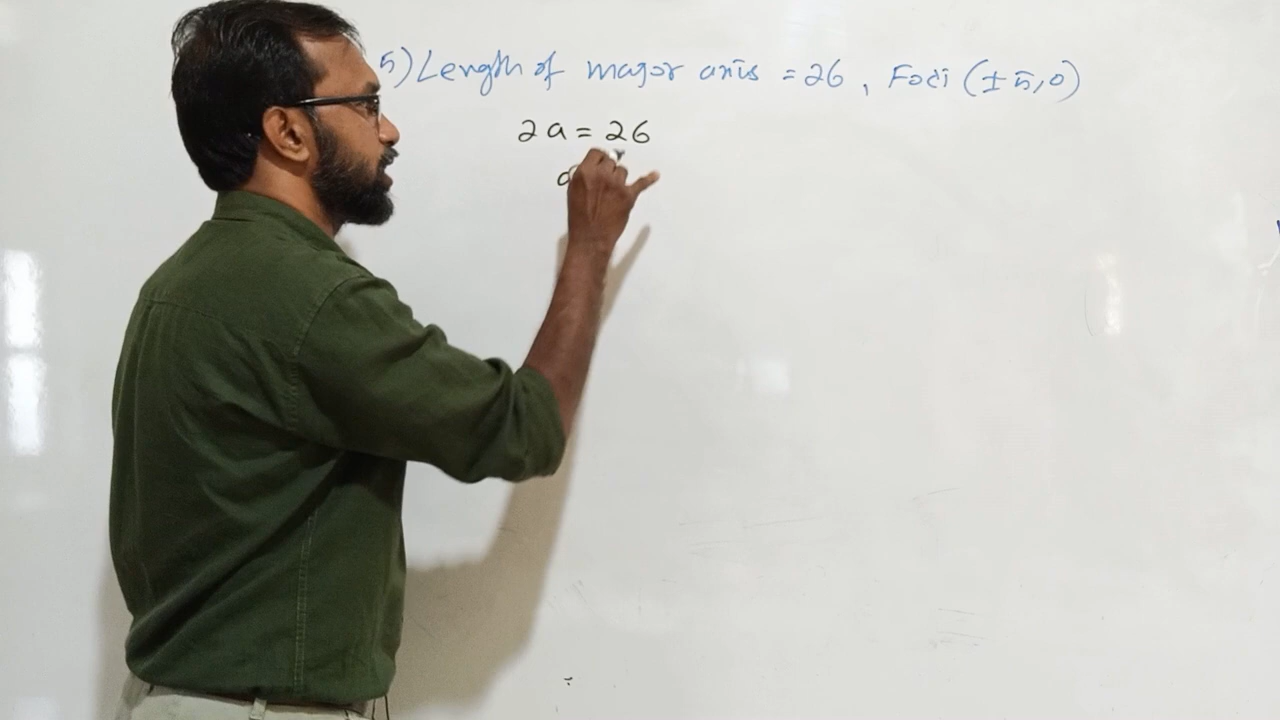 5) Length of major axis = 26, Foci (±5,0)
2a = 26
a